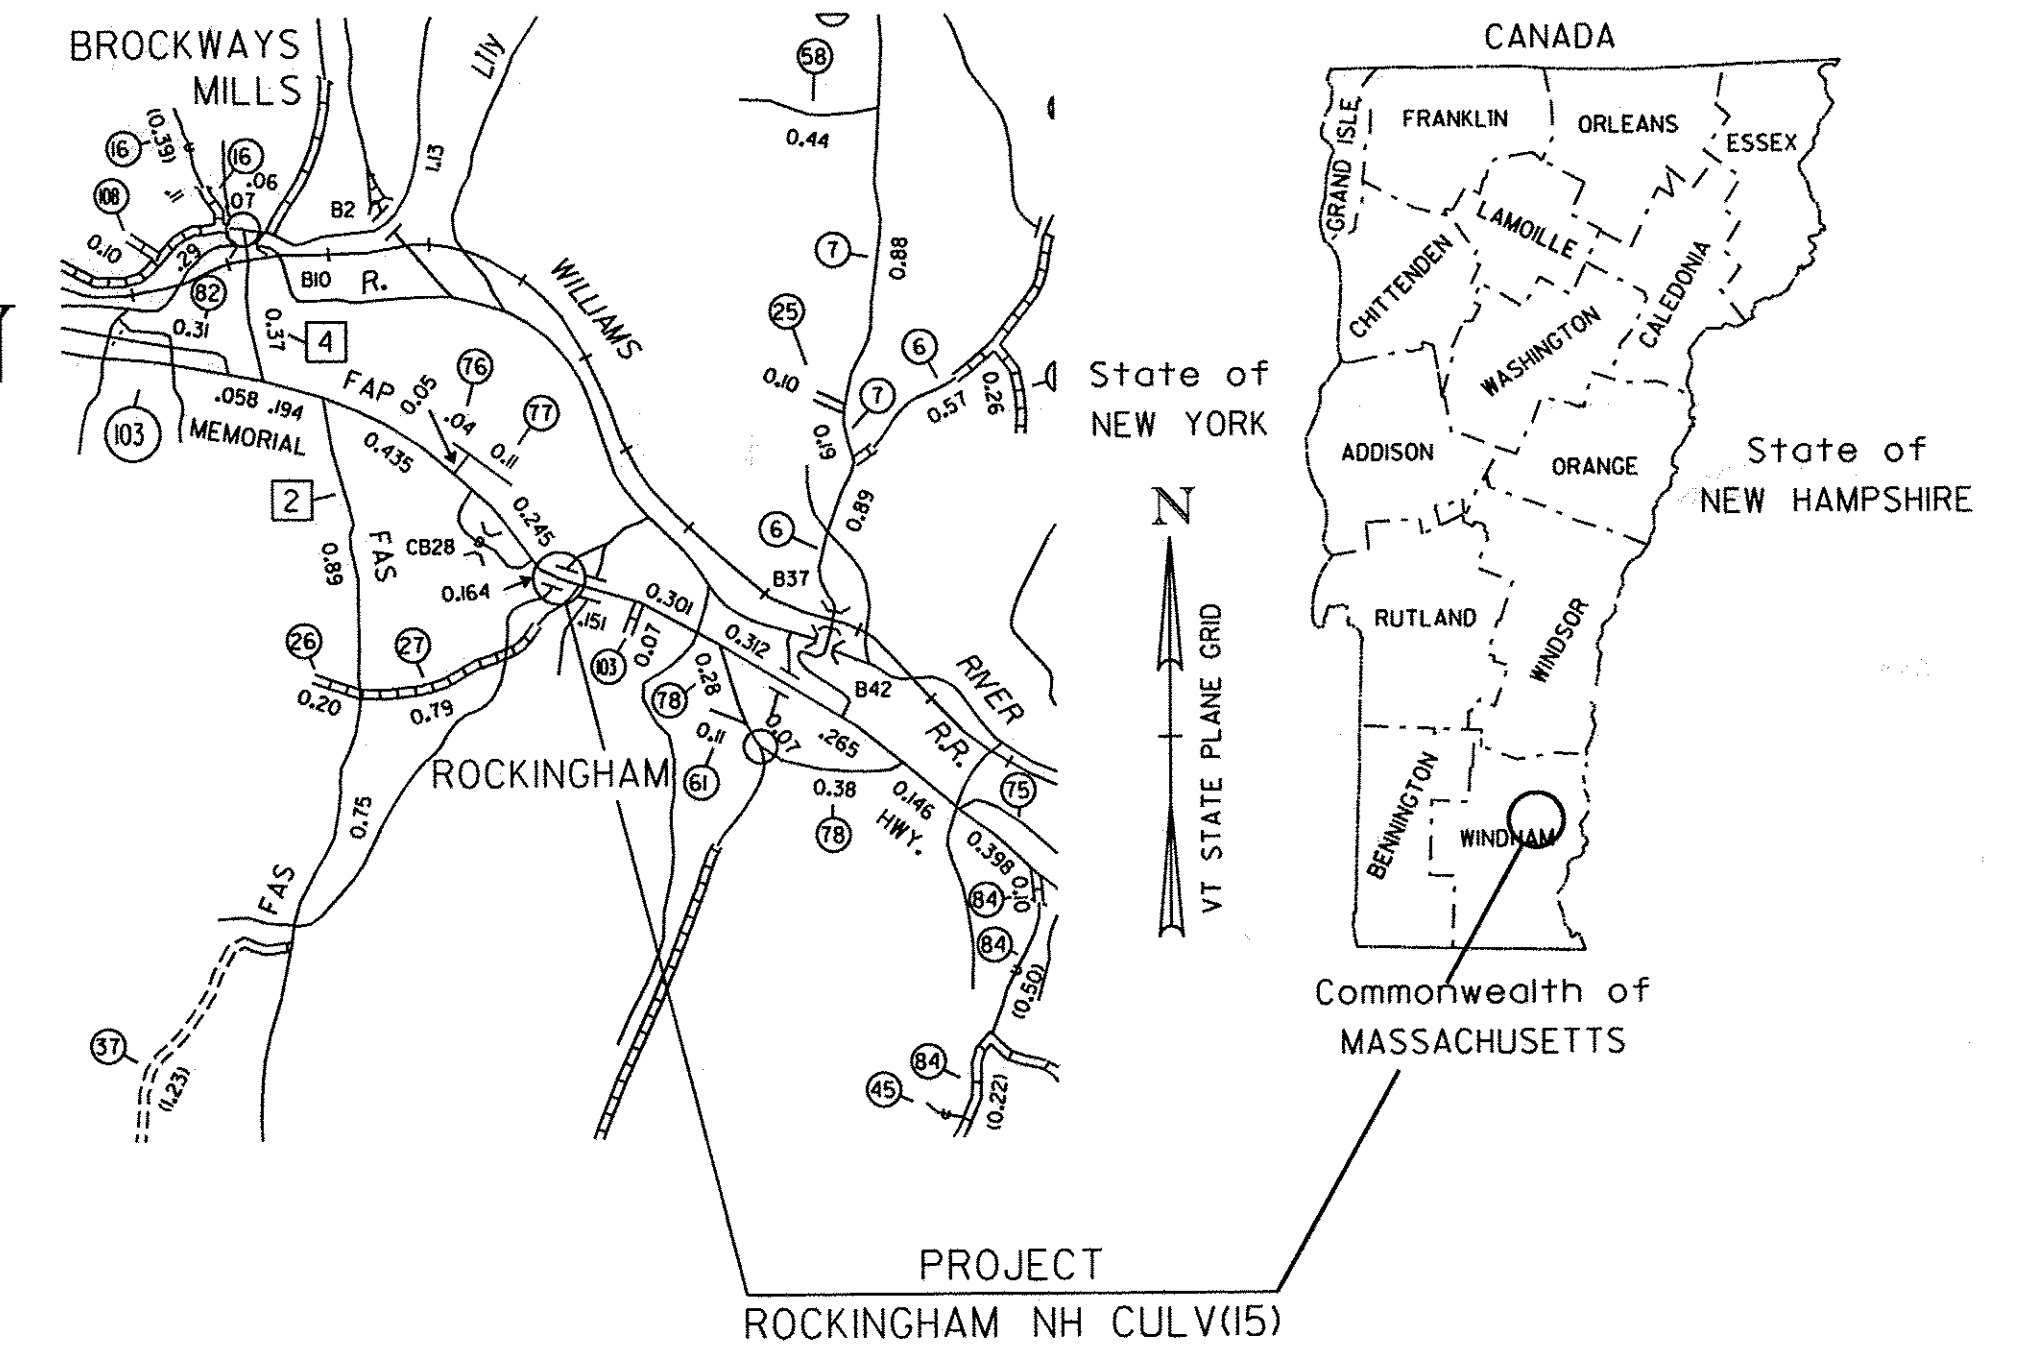 BROCKWAYS
MILLS
Lily
58
0.44
(0.39)
16
16
.06
.11
.07
108
0.10
.29
B2
1.13
B10
R.
82
0.31
0.37
4
WILLIAMS
7
0.88
25
0.10
6
7
0.57
0.26
0.19
103
.058 .194
MEMORIAL
FAP
0.05
76
.04
77
0.11
0.435
2
0.245
FAS
0.89
CB28
0.164
0.89
6
B37
0.301
.151
103
0.07
0.312
26
27
0.20
0.79
0.28
78
B42
RIVER
R.R.
0.11
0.07
.265
61
ROCKINGHAM
0.38
78
0.146
HWY.
75
0.75
FAS
0.398
0.10
84
84
(0.50)
37
(1.23)
84
45
(0.22)
CANADA
GRAND ISLE
FRANKLIN
ORLEANS
ESSEX
LAMOILLE
CHITTENDEN
CALEDONIA
WASHINGTON
State of
NEW YORK
ADDISON
ORANGE
State of
NEW HAMPSHIRE
N
VT STATE PLANE GRID
RUTLAND
WINDSOR
BENNINGTON
WINDHAM
Commonwealth of
MASSACHUSETTS
PROJECT
ROCKINGHAM NH CULV(15)